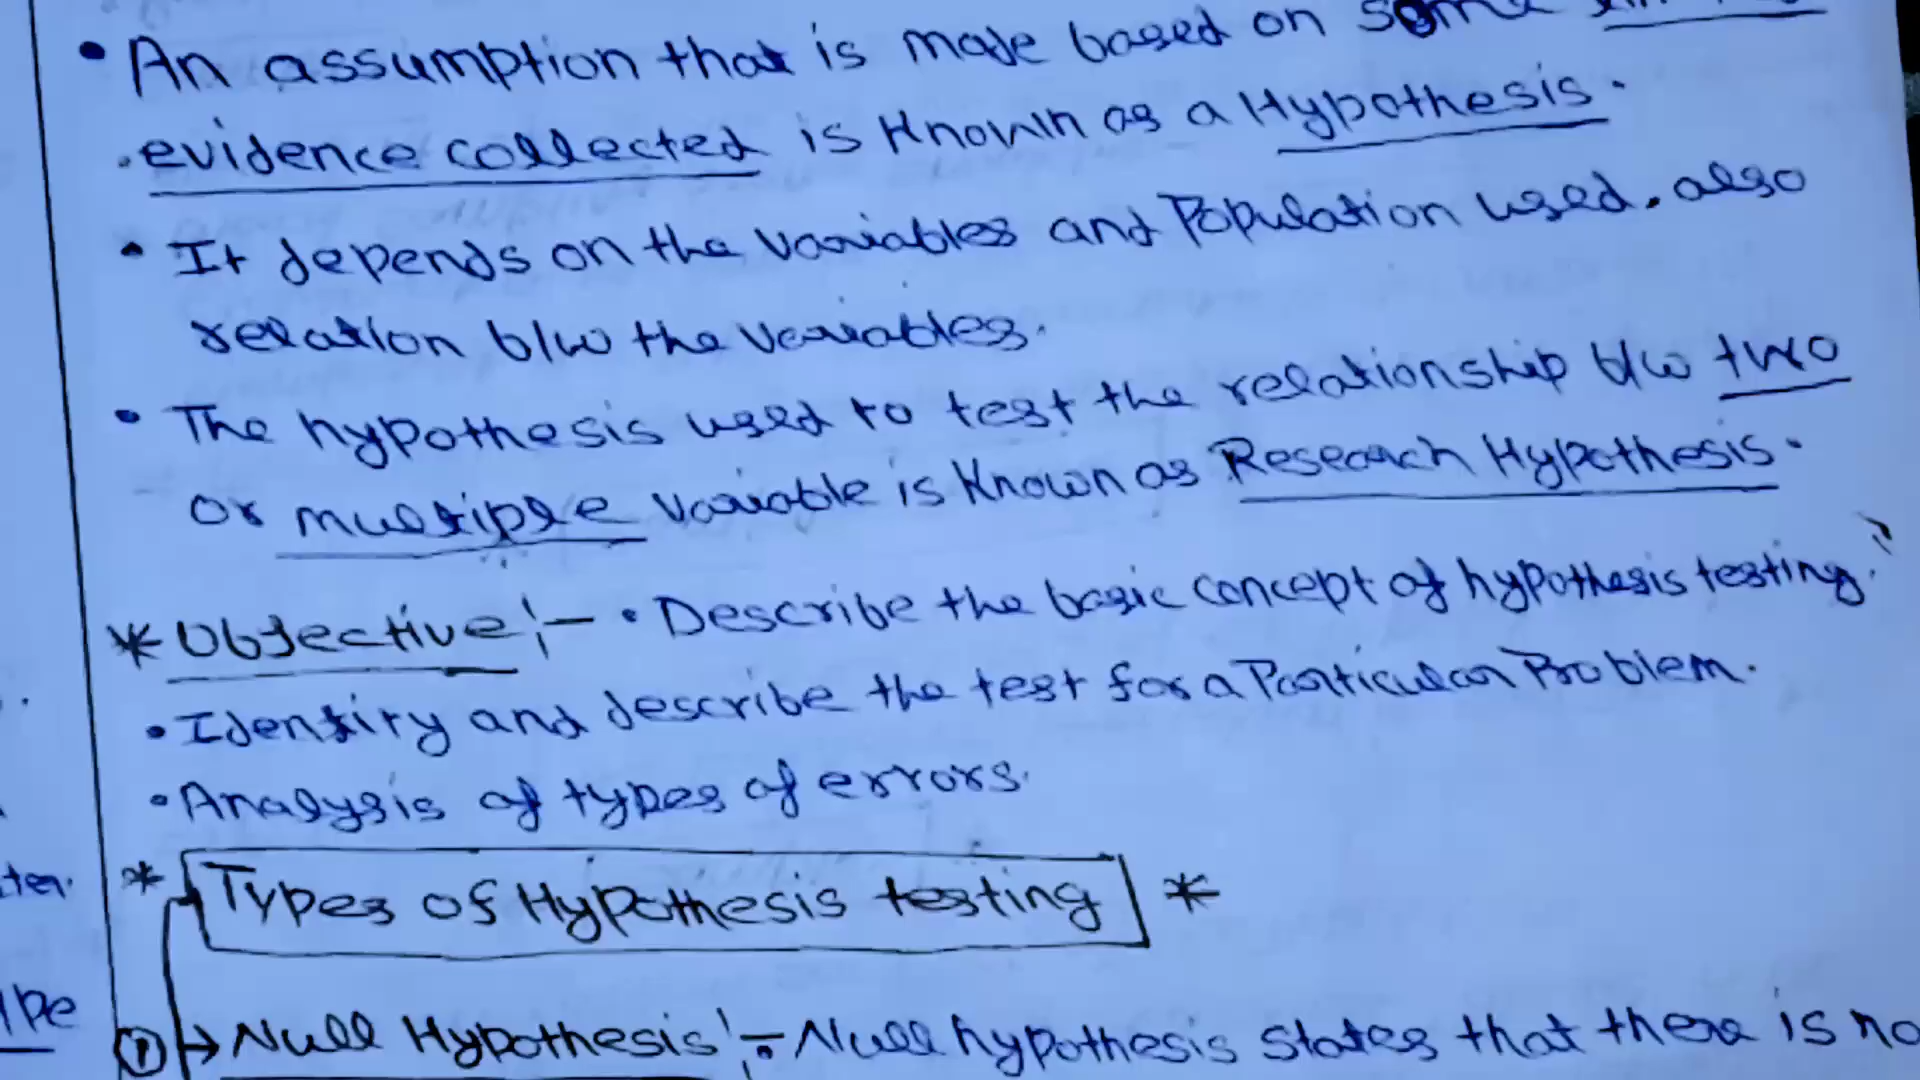 • An assumption that is made based on some
• evidence collected is known as a Hypothesis.
• It depends on the variables and Population used, also
relation b/w the variables.
• The hypothesis used to test the relationship b/w two
or multiple variable is known as Research Hypothesis.
* Objective :- • Describe the basic concept of hypothesis testing.
• Identify and describe the test for a Particular Problem.
• Analysis of types of errors.
* Types of Hypothesis testing *
① → Null Hypothesis :- Null hypothesis states that there is no